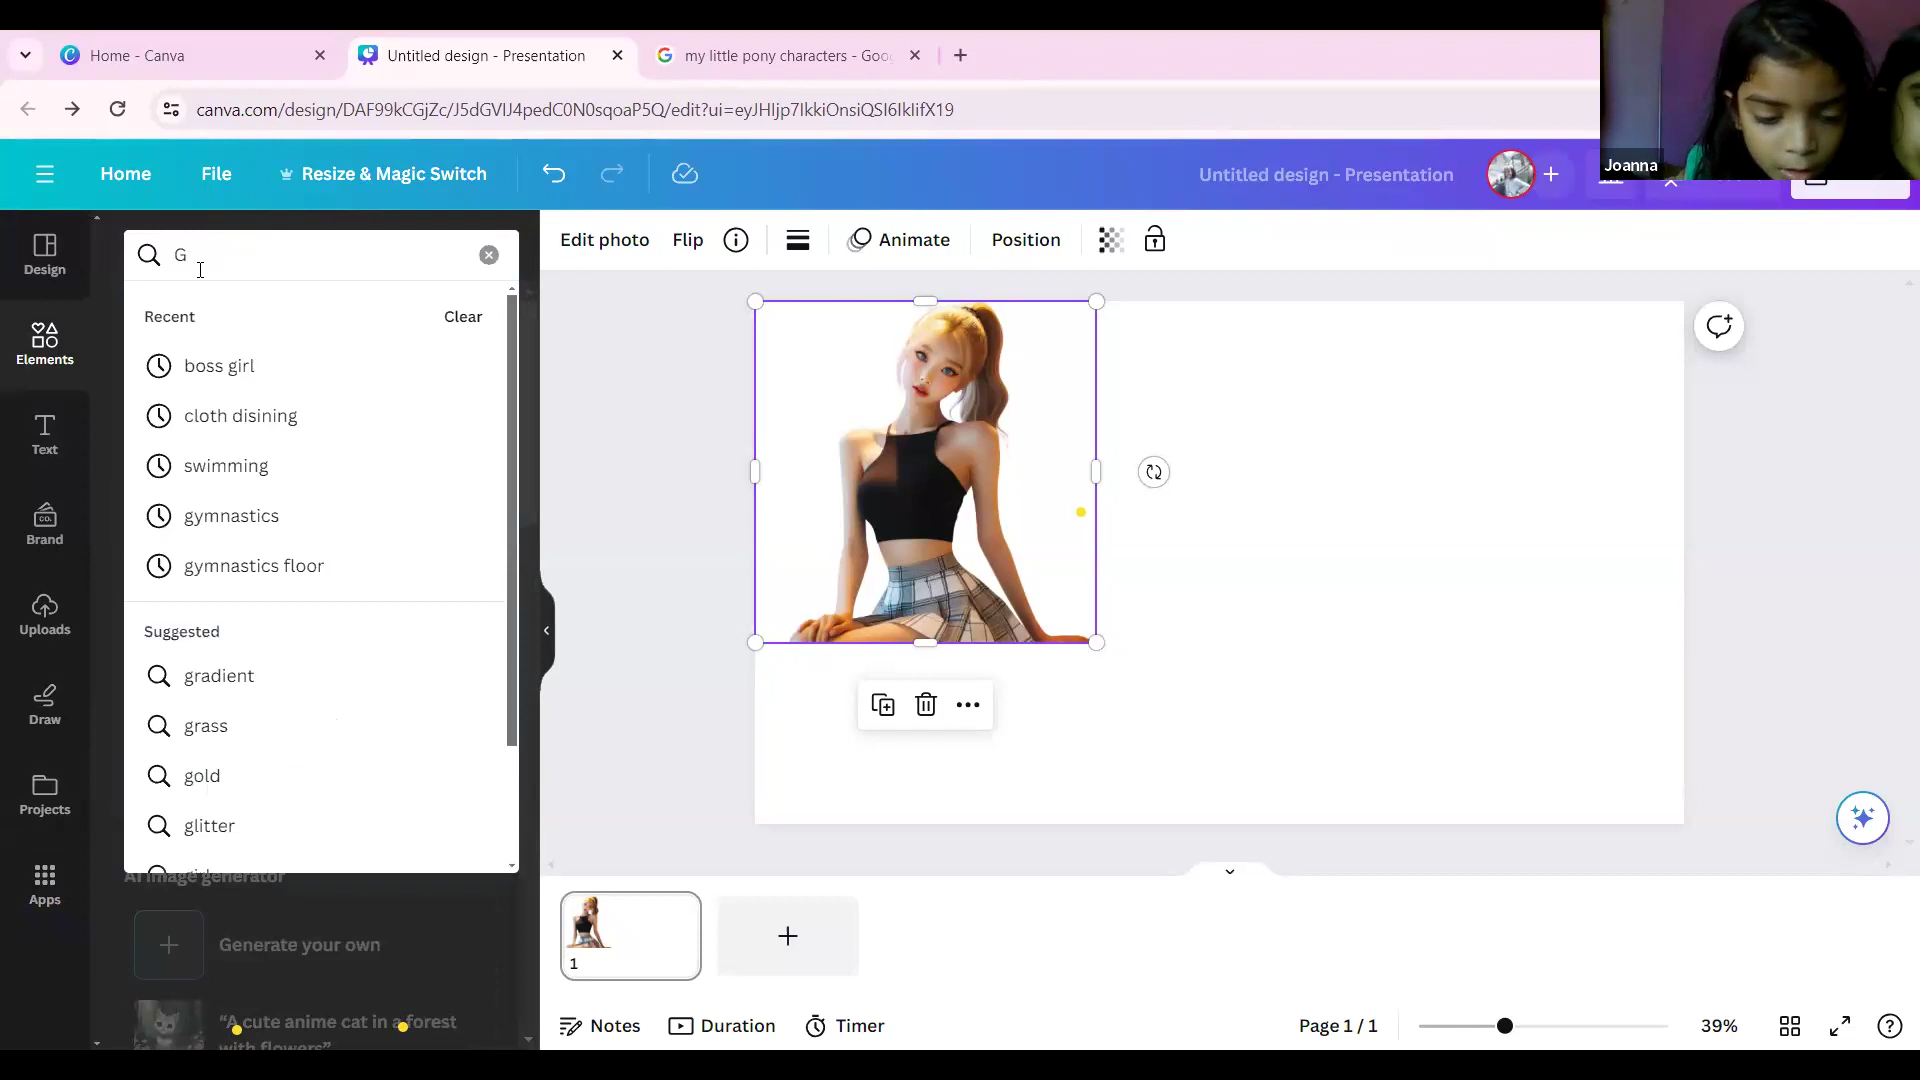 Home - Canva
Untitled design - Presentation
my little pony characters - Goo
canva.com/design/DAF99kCGjZc/J5dGVIJ4pedC0N0sqoaP5Q/edit?ui=eyJHIjp7IkkiOnsiQSI6IkIifX19
Joanna
Home
File
Resize & Magic Switch
Untitled design - Presentation
Design
Elements
Text
Brand
CO.
Uploads
Draw
Projects
Apps
G
Recent
Clear
boss girl
cloth disining
swimming
gymnastics
gymnastics floor
Suggested
gradient
grass
gold
glitter
AI image generator
Generate your own
“A cute anime cat in a forest
with flowers”
Edit photo
Flip
Animate
Position
1
Notes
Duration
Timer
Page 1 / 1
39%